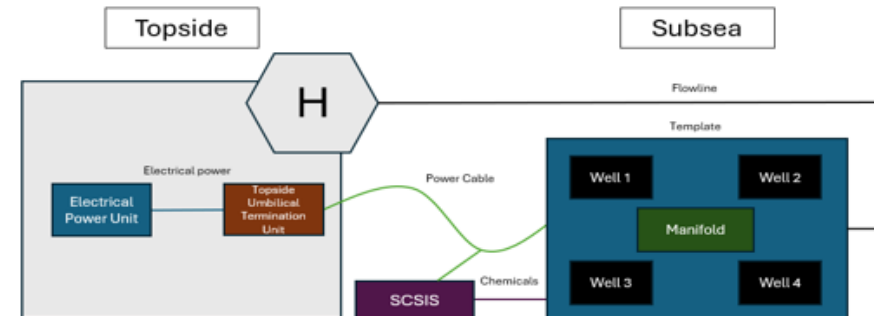 Topside
Subsea
H
Flowline
Template
Electrical power
Power Cable
Electrical
Power Unit
Topside
Umbilical
Termination
Unit
Well 1
Well 2
Manifold
Well 3
Well 4
Chemicals
SCSIS